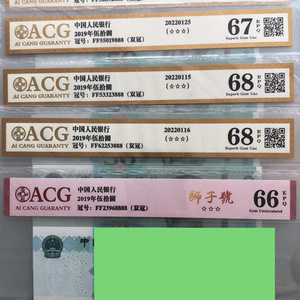 ACG
AI CANG GUARANTY
中国人民银行
2019年伍拾圆
冠号: FF55019888 (双冠)
20220125
(☆☆☆)
67 EPQ
Superb Gem Unc
ACG
AI CANG GUARANTY
中国人民银行
2019年伍拾圆
冠号: FF53323888 (双冠)
20220115
(☆☆☆)
68 EPQ
Superb Gem Unc
ACG
AI CANG GUARANTY
中国人民银行
2019年伍拾圆
冠号: FF62253888 (双冠)
20220116
(☆☆☆)
68 EPQ
Superb Gem Unc
ACG
AI CANG GUARANTY
中国人民银行
2019年伍拾圆
冠号: FF23968888 (双冠)
狮子號
☆☆☆
66 EPQ
Gem Uncirculated
中